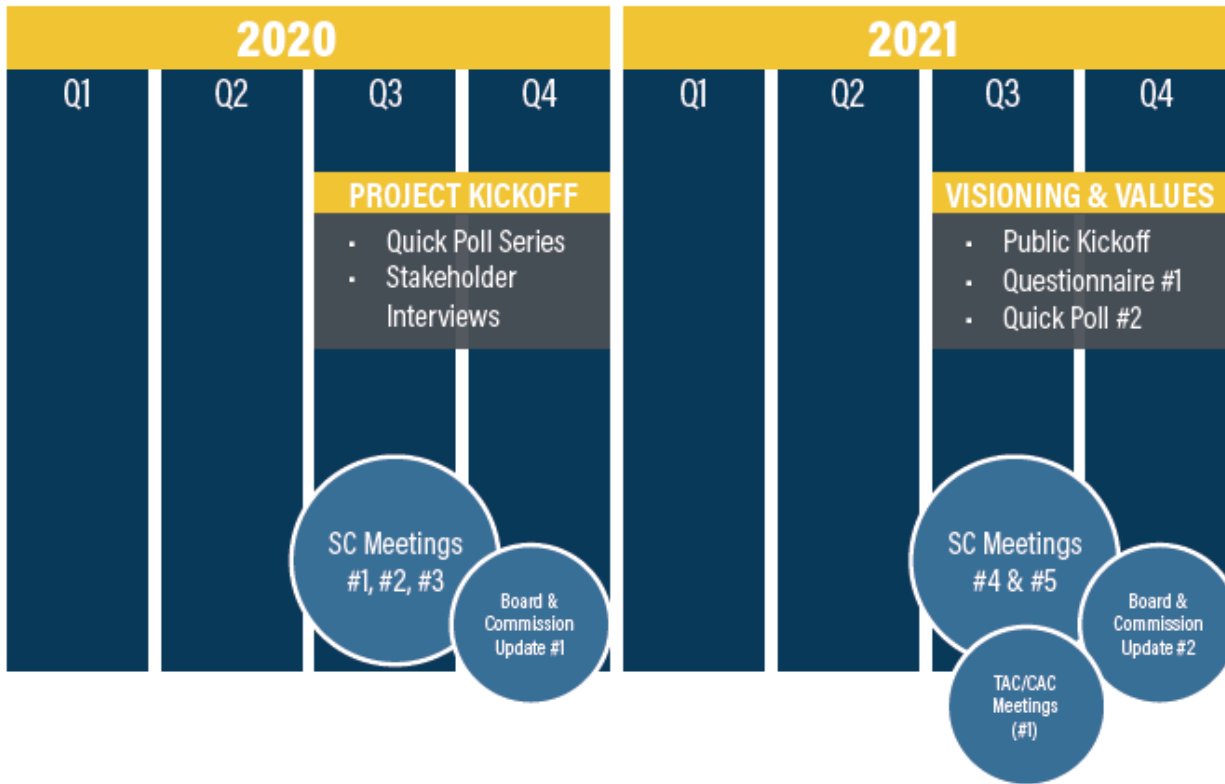 2020
2021
Q1
Q2
Q3
Q4
Q1
Q2
Q3
Q4
PROJECT KICKOFF
· Quick Poll Series
· Stakeholder
Interviews
VISIONING & VALUES
· Public Kickoff
· Questionnaire #1
· Quick Poll #2
SC Meetings
#1, #2, #3
Board &
Commission
Update #1
SC Meetings
#4 & #5
Board &
Commission
Update #2
TAC/CAC
Meetings
(#1)